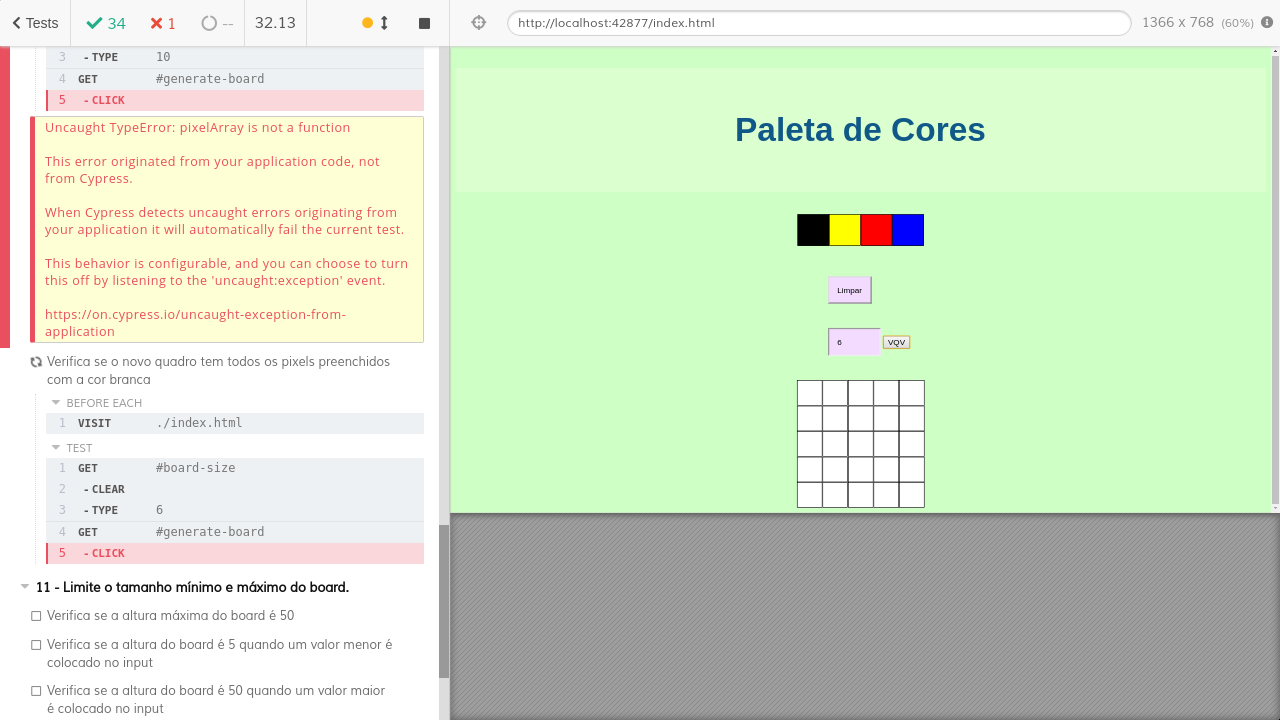 Tests
34
1
--
32.13
3 - TYPE 10
4 GET #generate-board
5 - CLICK
Uncaught TypeError: pixelArray is not a function
This error originated from your application code, not
from Cypress.
When Cypress detects uncaught errors originating from
your application it will automatically fail the current test.
This behavior is configurable, and you can choose to turn
this off by listening to the 'uncaught:exception' event.
https://on.cypress.io/uncaught-exception-from-
application
Verifica se o novo quadro tem todos os pixels preenchidos
com a cor branca
BEFORE EACH
1 VISIT ./index.html
TEST
1 GET #board-size
2 - CLEAR
3 - TYPE 6
4 GET #generate-board
5 - CLICK
11 - Limite o tamanho mínimo e máximo do board.
Verifica se a altura máxima do board é 50
Verifica se a altura do board é 5 quando um valor menor é
colocado no input
Verifica se a altura do board é 50 quando um valor maior
é colocado no input
http://localhost:42877/index.html
1366 x 768 (60%)
Paleta de Cores
Limpar
6
VQV